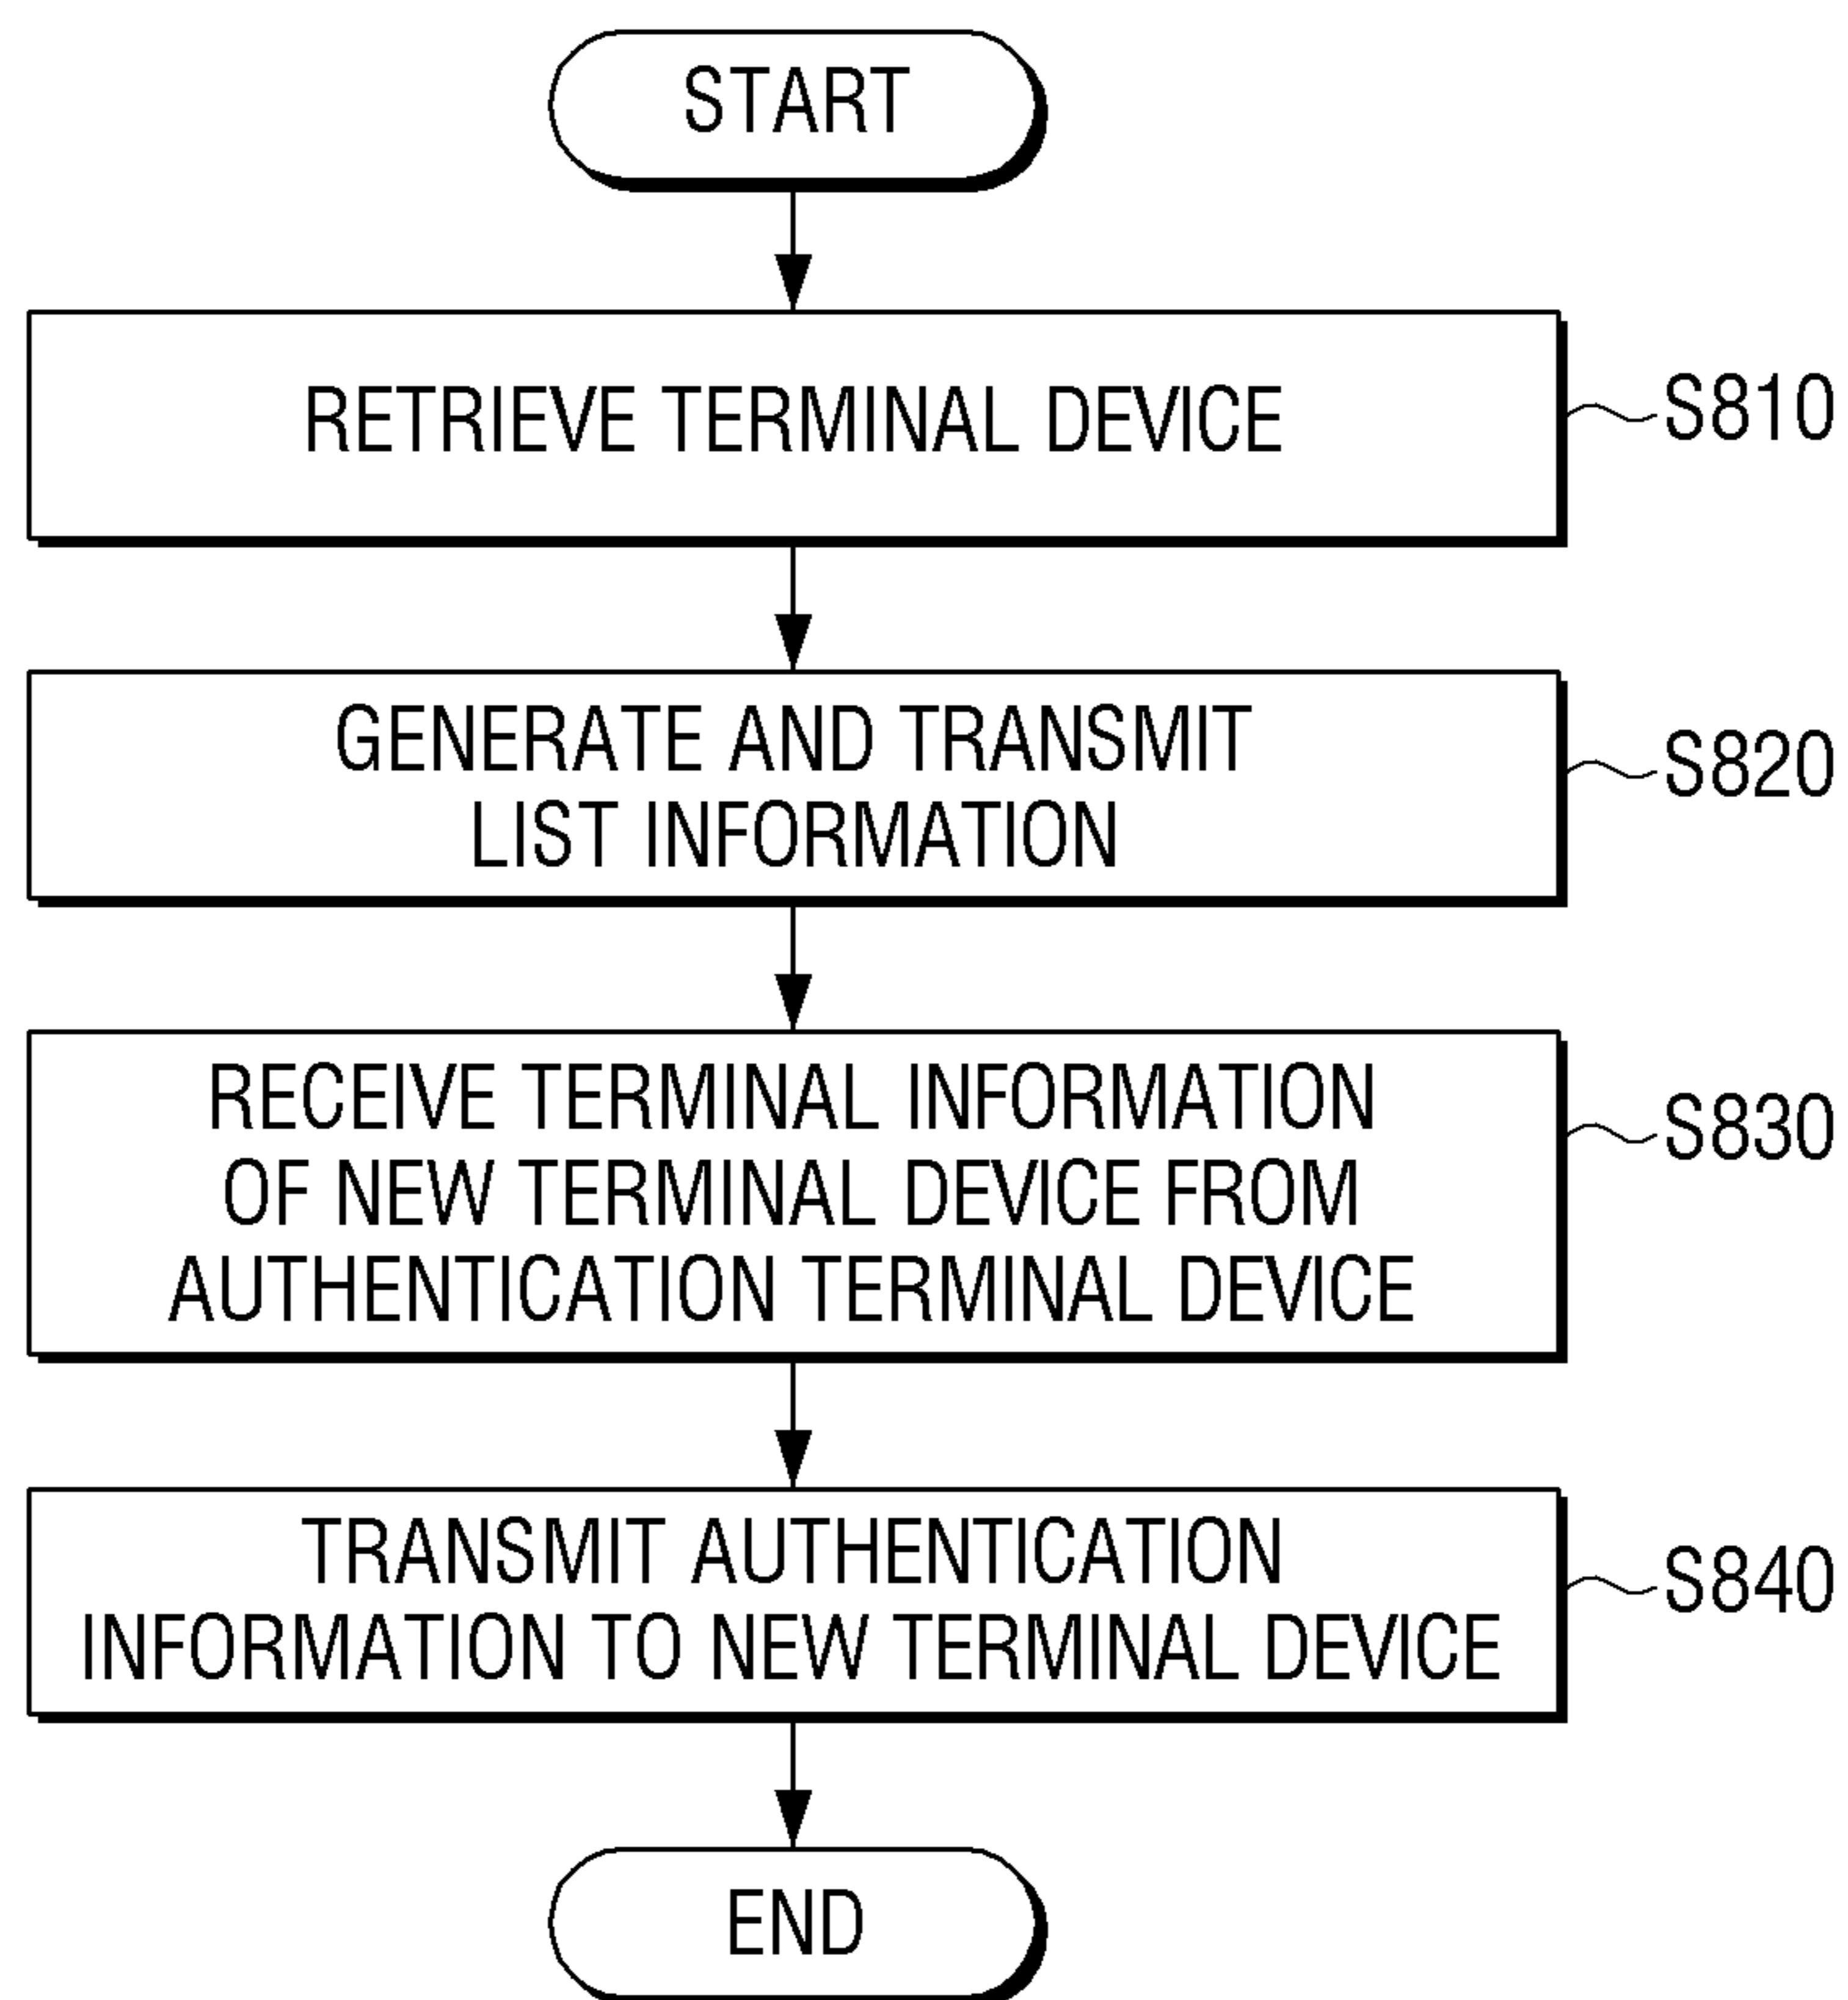 START
RETRIEVE TERMINAL DEVICE
S810
GENERATE AND TRANSMIT
LIST INFORMATION
S820
RECEIVE TERMINAL INFORMATION
OF NEW TERMINAL DEVICE FROM
AUTHENTICATION TERMINAL DEVICE
S830
TRANSMIT AUTHENTICATION
INFORMATION TO NEW TERMINAL DEVICE
S840
END